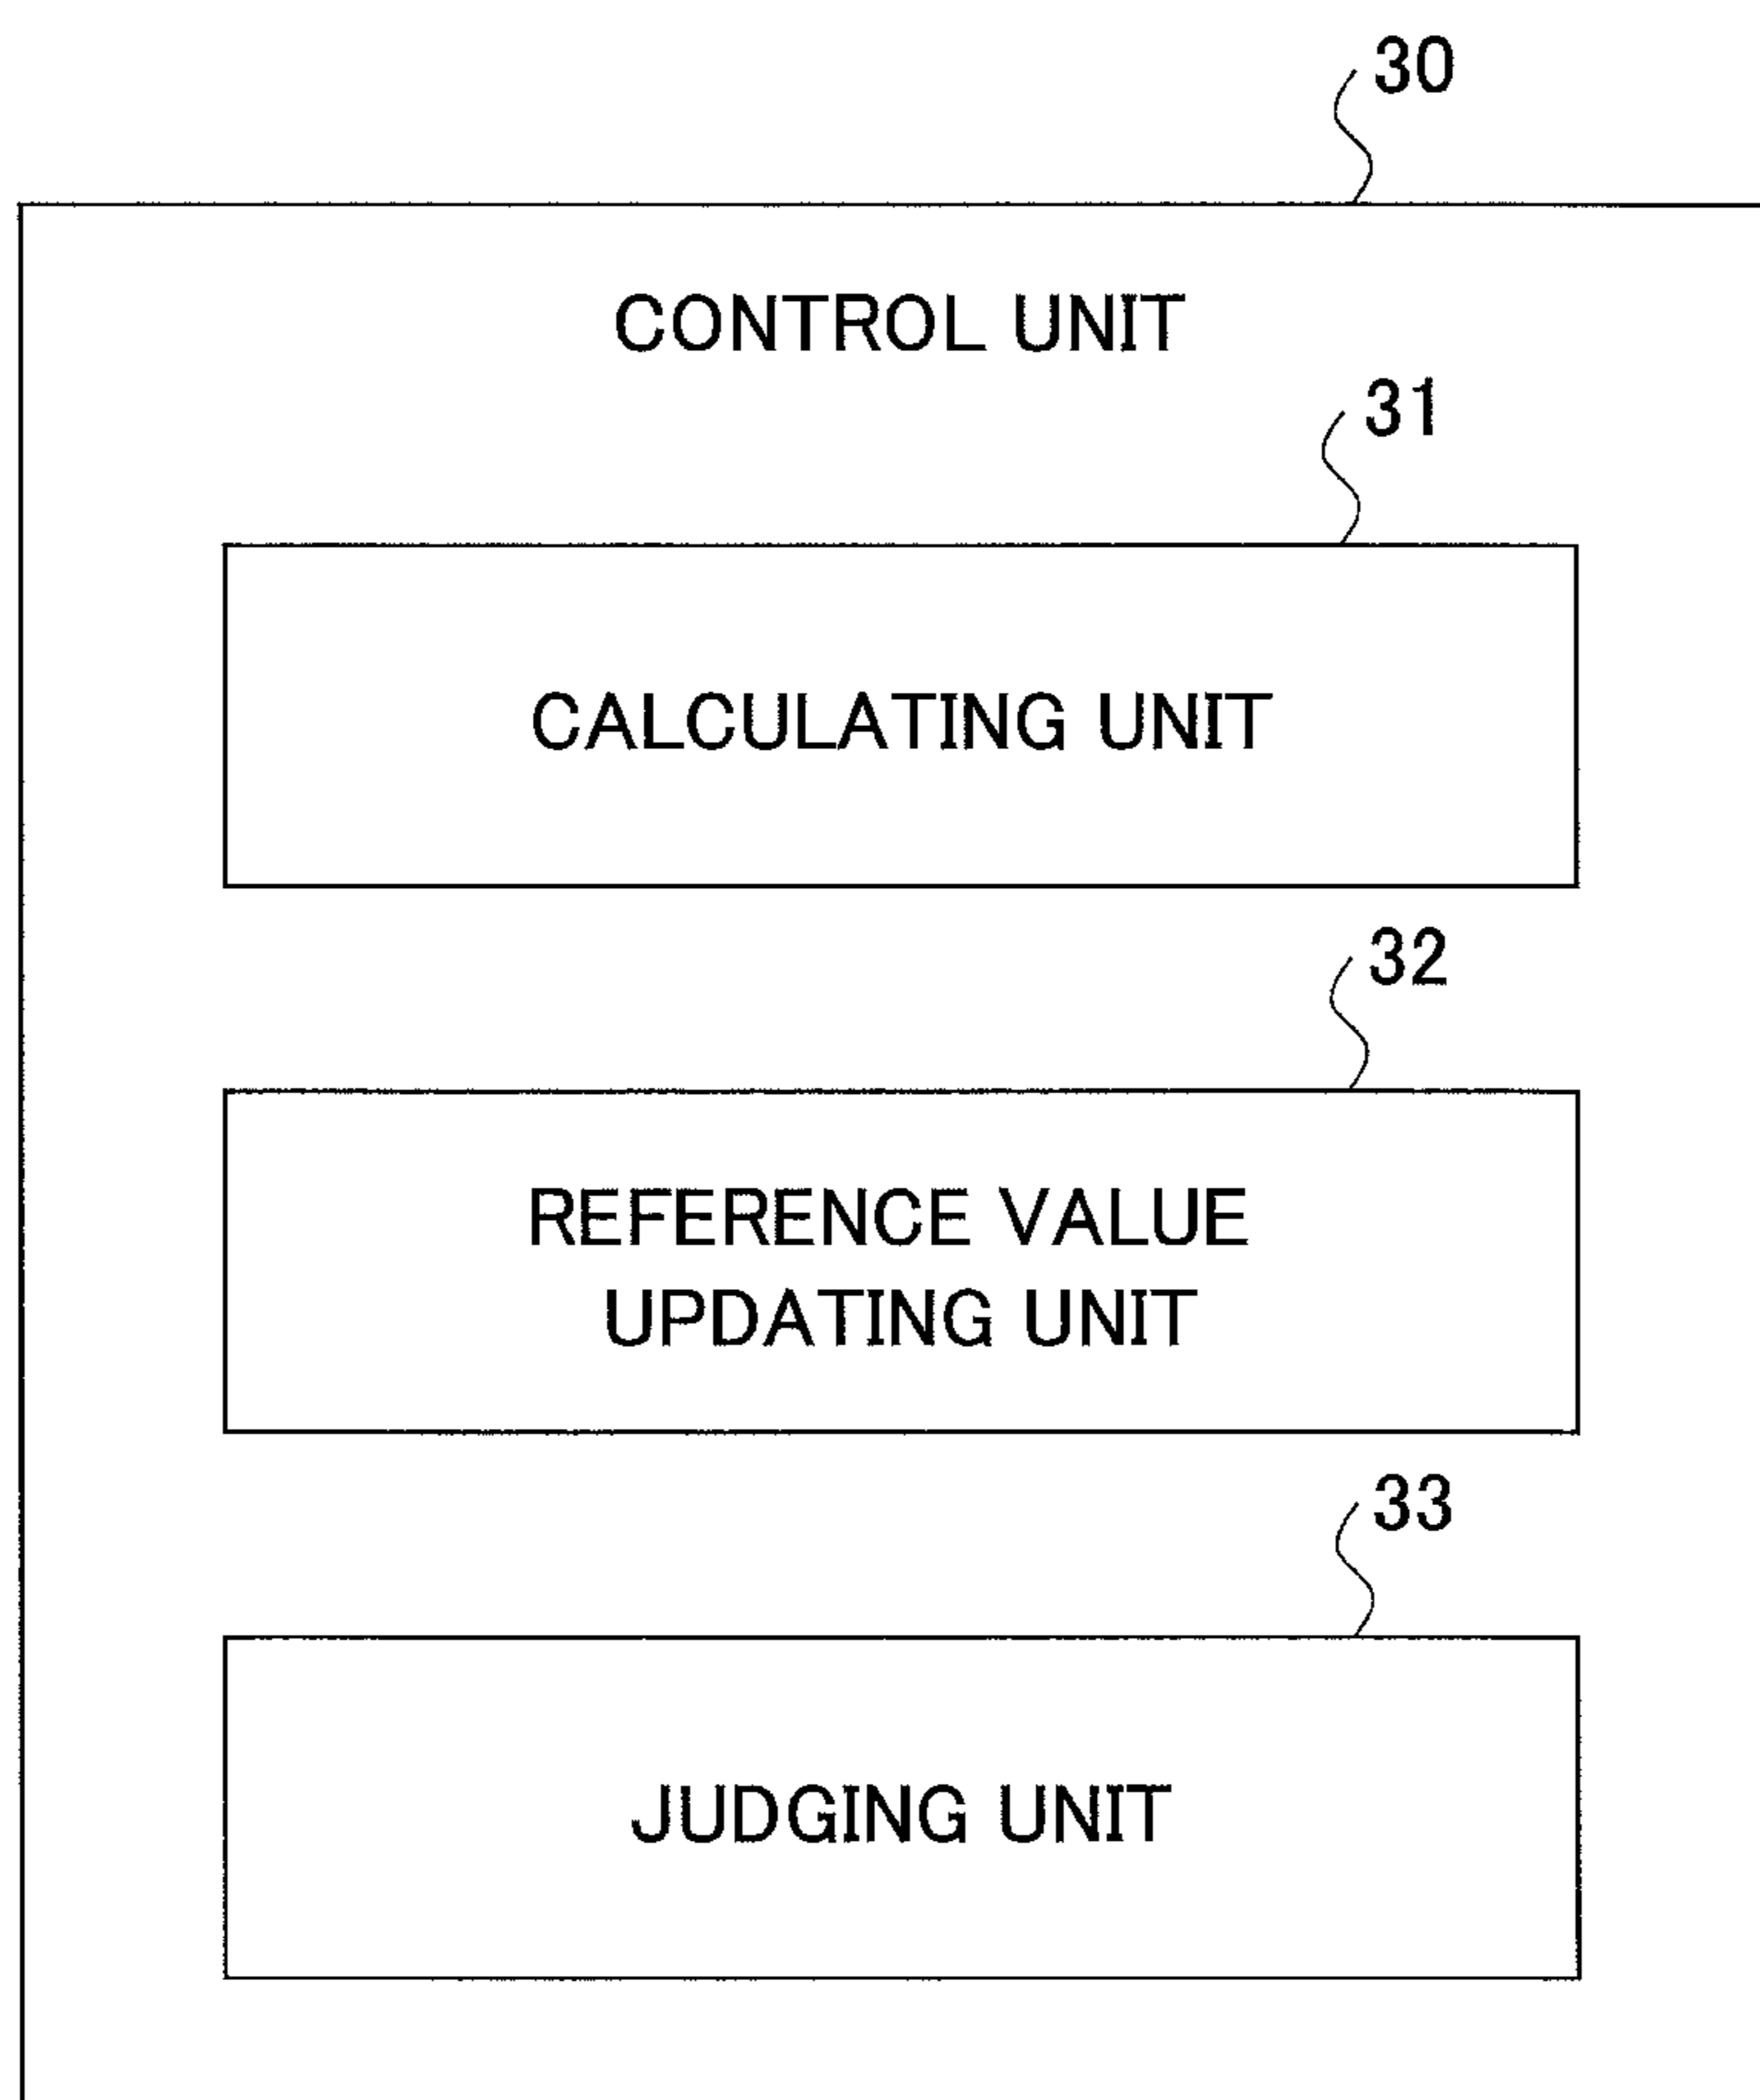 30
CONTROL UNIT
31
CALCULATING UNIT
32
REFERENCE VALUE
UPDATING UNIT
33
JUDGING UNIT